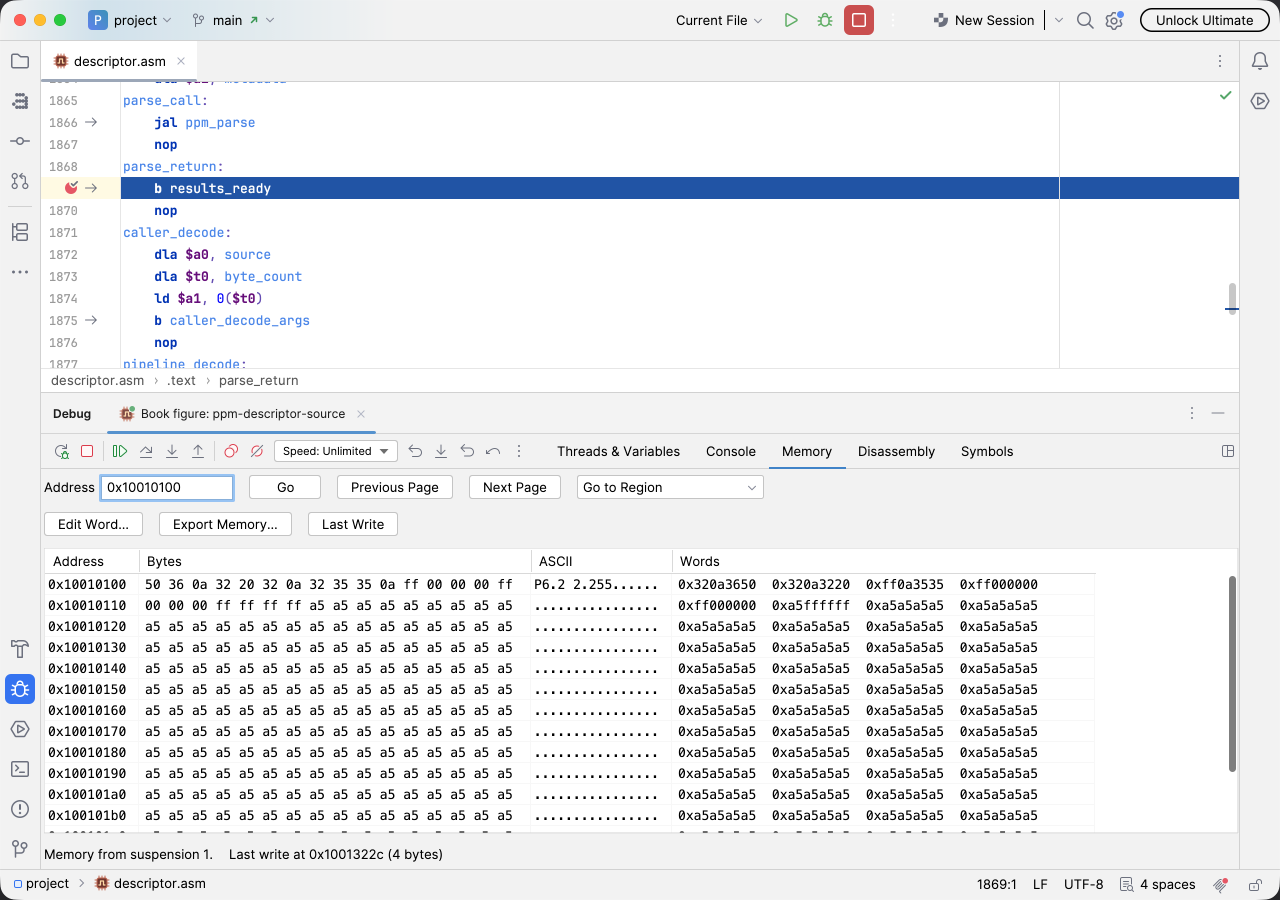 P project main Current File New Session Unlock Ultimate
descriptor.asm
1865 parse_call:
1866 jal ppm_parse
1867 nop
1868 parse_return:
b results_ready
1870 nop
1871 caller_decode:
1872 dla $a0, source
1873 dla $t0, byte_count
1874 ld $a1, 0($t0)
1875 b caller_decode_args
1876 nop
1877 pipeline_decode:
descriptor.asm .text parse_return
Debug Book figure: ppm-descriptor-source
Speed: Unlimited Threads & Variables Console Memory Disassembly Symbols
Address 0x10010100 Go Previous Page Next Page Go to Region
Edit Word... Export Memory... Last Write
Address Bytes ASCII Words
0x10010100 50 36 0a 32 20 32 0a 32 35 35 0a ff 00 00 00 ff P6.2 2.255...... 0x320a3650 0x320a3220 0xff0a3535 0xff000000
0x10010110 00 00 00 ff ff ff ff a5 a5 a5 a5 a5 a5 a5 a5 a5 ................ 0xff000000 0xa5ffffff 0xa5a5a5a5 0xa5a5a5a5
0x10010120 a5 a5 a5 a5 a5 a5 a5 a5 a5 a5 a5 a5 a5 a5 a5 a5 ................ 0xa5a5a5a5 0xa5a5a5a5 0xa5a5a5a5 0xa5a5a5a5
0x10010130 a5 a5 a5 a5 a5 a5 a5 a5 a5 a5 a5 a5 a5 a5 a5 a5 ................ 0xa5a5a5a5 0xa5a5a5a5 0xa5a5a5a5 0xa5a5a5a5
0x10010140 a5 a5 a5 a5 a5 a5 a5 a5 a5 a5 a5 a5 a5 a5 a5 a5 ................ 0xa5a5a5a5 0xa5a5a5a5 0xa5a5a5a5 0xa5a5a5a5
0x10010150 a5 a5 a5 a5 a5 a5 a5 a5 a5 a5 a5 a5 a5 a5 a5 a5 ................ 0xa5a5a5a5 0xa5a5a5a5 0xa5a5a5a5 0xa5a5a5a5
0x10010160 a5 a5 a5 a5 a5 a5 a5 a5 a5 a5 a5 a5 a5 a5 a5 a5 ................ 0xa5a5a5a5 0xa5a5a5a5 0xa5a5a5a5 0xa5a5a5a5
0x10010170 a5 a5 a5 a5 a5 a5 a5 a5 a5 a5 a5 a5 a5 a5 a5 a5 ................ 0xa5a5a5a5 0xa5a5a5a5 0xa5a5a5a5 0xa5a5a5a5
0x10010180 a5 a5 a5 a5 a5 a5 a5 a5 a5 a5 a5 a5 a5 a5 a5 a5 ................ 0xa5a5a5a5 0xa5a5a5a5 0xa5a5a5a5 0xa5a5a5a5
0x10010190 a5 a5 a5 a5 a5 a5 a5 a5 a5 a5 a5 a5 a5 a5 a5 a5 ................ 0xa5a5a5a5 0xa5a5a5a5 0xa5a5a5a5 0xa5a5a5a5
0x100101a0 a5 a5 a5 a5 a5 a5 a5 a5 a5 a5 a5 a5 a5 a5 a5 a5 ................ 0xa5a5a5a5 0xa5a5a5a5 0xa5a5a5a5 0xa5a5a5a5
0x100101b0 a5 a5 a5 a5 a5 a5 a5 a5 a5 a5 a5 a5 a5 a5 a5 a5 ................ 0xa5a5a5a5 0xa5a5a5a5 0xa5a5a5a5 0xa5a5a5a5
Memory from suspension 1. Last write at 0x1001322c (4 bytes)
project descriptor.asm 1869:1 LF UTF-8 4 spaces